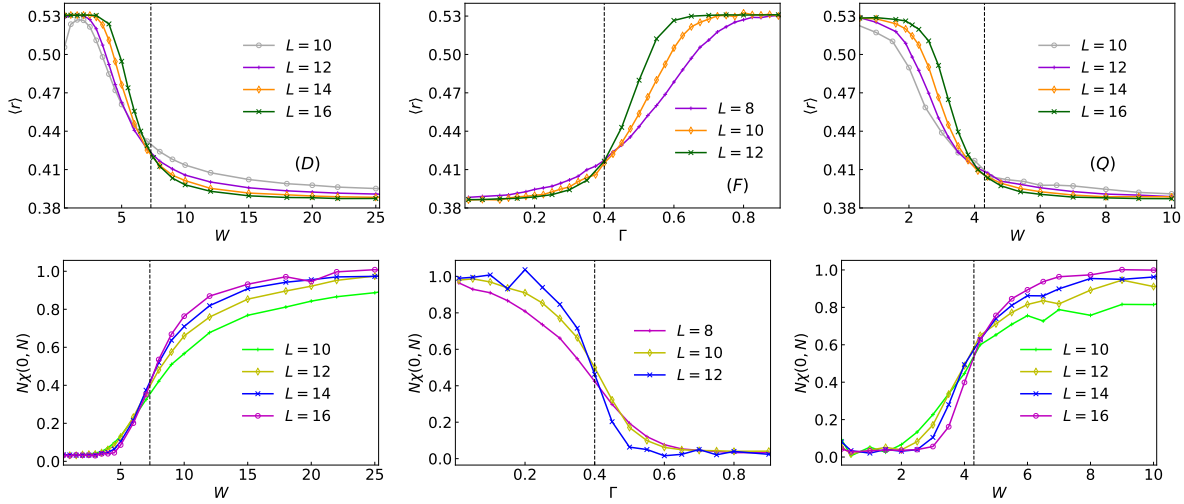 0.53
0.50
0.47
0.44
0.41
0.38
⟨r⟩
L = 10
L = 12
L = 14
L = 16
(D)
5
10
15
20
25
W
0.53
0.50
0.47
0.44
0.41
0.38
⟨r⟩
L = 8
L = 10
L = 12
(F)
0.2
0.4
0.6
0.8
Γ
0.53
0.50
0.47
0.44
0.41
0.38
⟨r⟩
L = 10
L = 12
L = 14
L = 16
(Q)
2
4
6
8
10
W
1.0
0.8
0.6
0.4
0.2
0.0
Nχ(0, N)
L = 10
L = 12
L = 14
L = 16
5
10
15
20
25
W
1.0
0.8
0.6
0.4
0.2
0.0
Nχ(0, N)
L = 8
L = 10
L = 12
0.2
0.4
0.6
0.8
Γ
1.0
0.8
0.6
0.4
0.2
0.0
Nχ(0, N)
L = 10
L = 12
L = 14
L = 16
0
2
4
6
8
10
W